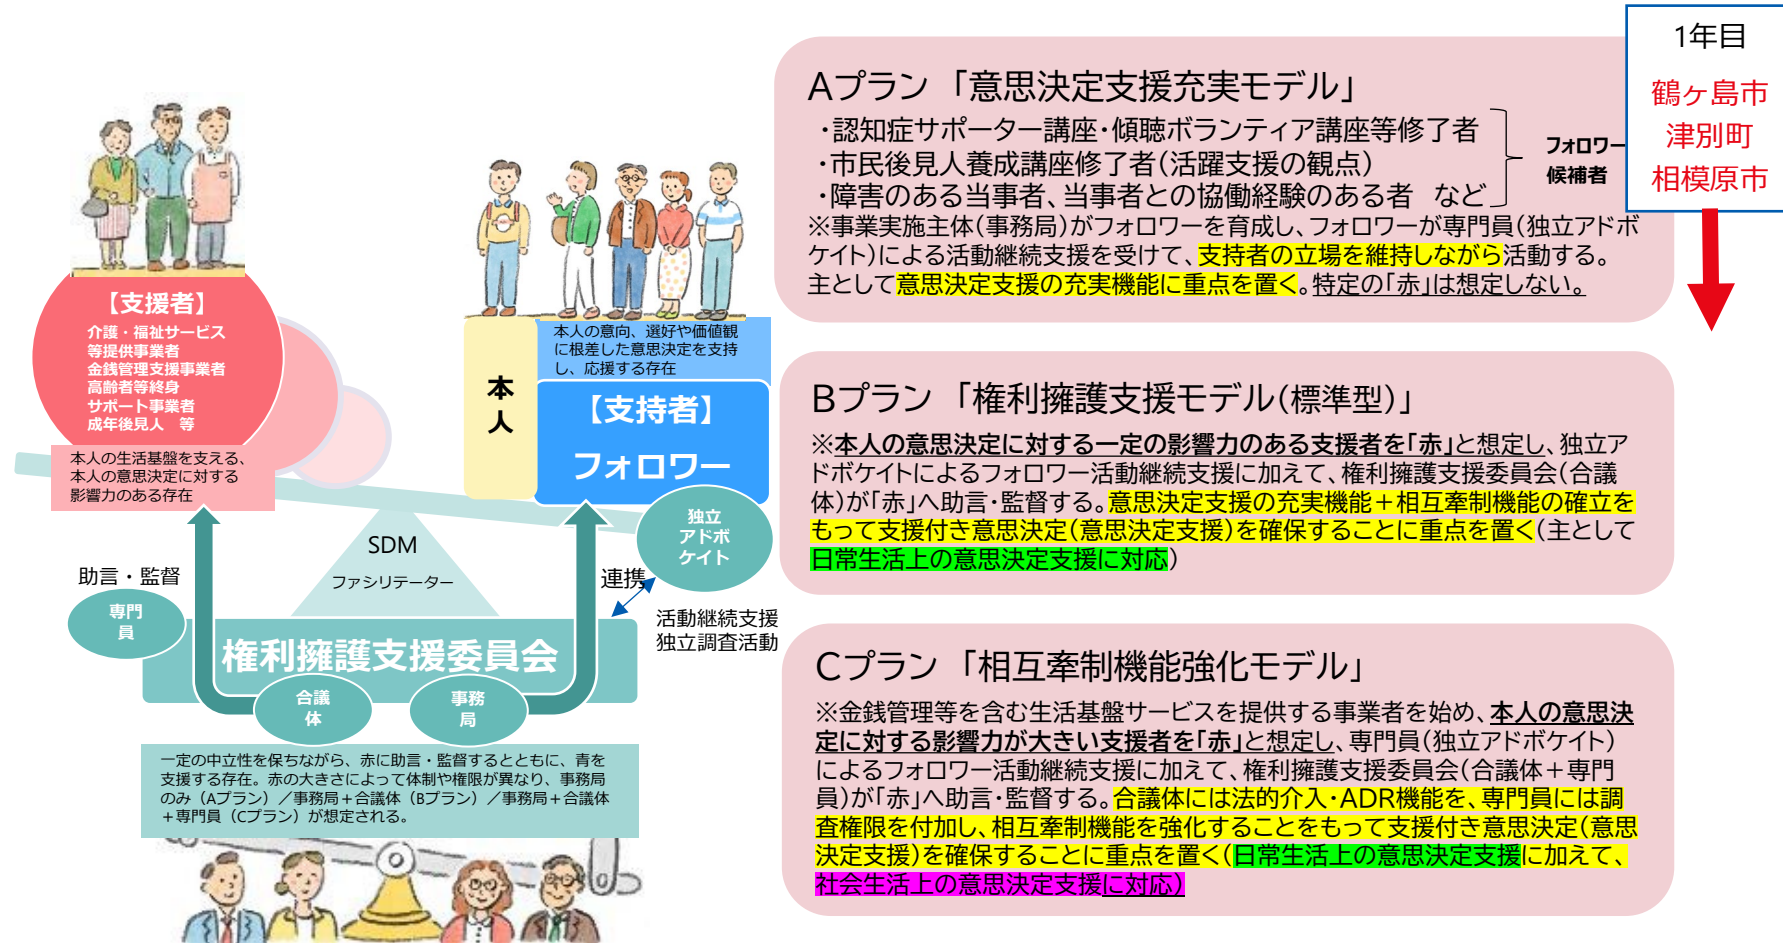 【支援者】
介護・福祉サービス
等提供事業者
金銭管理支援事業者
高齢者等終身
サポート事業者
成年後見人　等
本人の生活基盤を支える、
本人の意思決定に対する
影響力のある存在
本人
本人の意向、選好や価値観
に根差した意思決定を支持
し、応援する存在
【支持者】
フォロワー
独立
アドボ
ケイト
SDM
ファシリテーター
助言・監督
専門
員
連携
活動継続支援
独立調査活動
権利擁護支援委員会
合議
体
事務
局
一定の中立性を保ちながら、赤に助言・監督するとともに、青を
支援する存在。赤の大きさによって体制や権限が異なり、事務局
のみ（Aプラン）／事務局＋合議体（Bプラン）／事務局＋合議体
＋専門員（Cプラン）が想定される。
Aプラン 「意思決定支援充実モデル」
・認知症サポーター講座・傾聴ボランティア講座等修了者
・市民後見人養成講座修了者（活躍支援の観点）
・障害のある当事者、当事者との協働経験のある者　など
フォロワー
候補者
※事業実施主体（事務局）がフォロワーを育成し、フォロワーが専門員（独立アドボ
ケイト）による活動継続支援を受けて、支持者の立場を維持しながら活動する。
主として意思決定支援の充実機能に重点を置く。特定の「赤」は想定しない。
1年目
鶴ヶ島市
津別町
相模原市
Bプラン 「権利擁護支援モデル（標準型）」
※本人の意思決定に対する一定の影響力のある支援者を「赤」と想定し、独立ア
ドボケイトによるフォロワー活動継続支援に加えて、権利擁護支援委員会（合議
体）が「赤」へ助言・監督する。意思決定支援の充実機能＋相互牽制機能の確立を
もって支援付き意思決定（意思決定支援）を確保することに重点を置く（主として
日常生活上の意思決定支援に対応）
Cプラン 「相互牽制機能強化モデル」
※金銭管理等を含む生活基盤サービスを提供する事業者を始め、本人の意思決
定に対する影響力が大きい支援者を「赤」と想定し、専門員（独立アドボケイト）
によるフォロワー活動継続支援に加えて、権利擁護支援委員会（合議体＋専門
員）が「赤」へ助言・監督する。合議体には法的介入・ADR機能を、専門員には調
査権限を付加し、相互牽制機能を強化することをもって支援付き意思決定（意思
決定支援）を確保することに重点を置く（日常生活上の意思決定支援に加えて、
社会生活上の意思決定支援に対応）